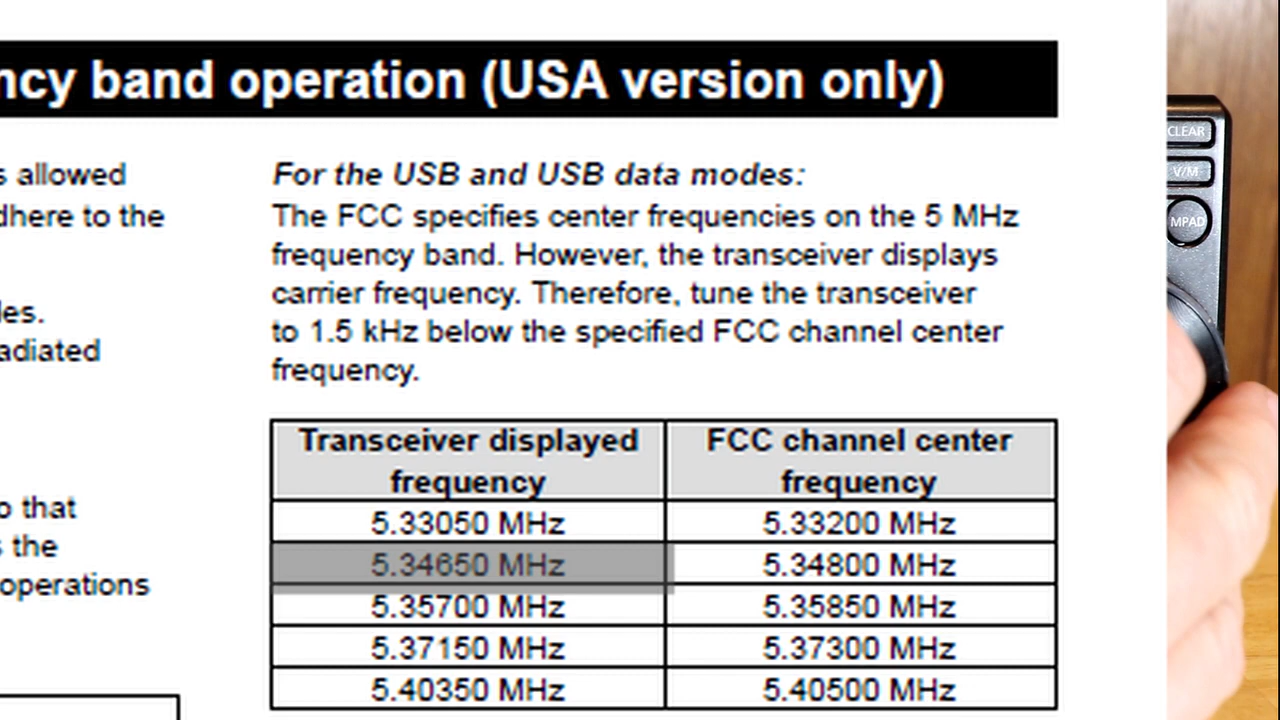 ncy band operation (USA version only)
s allowed
dhere to the
les.
adiated
o that
s the
operations
For the USB and USB data modes:
The FCC specifies center frequencies on the 5 MHz
frequency band. However, the transceiver displays
carrier frequency. Therefore, tune the transceiver
to 1.5 kHz below the specified FCC channel center
frequency.
Transceiver displayed frequency FCC channel center frequency
5.33050 MHz 5.33200 MHz
5.34650 MHz 5.34800 MHz
5.35700 MHz 5.35850 MHz
5.37150 MHz 5.37300 MHz
5.40350 MHz 5.40500 MHz
CLEAR
V/M
MPAD